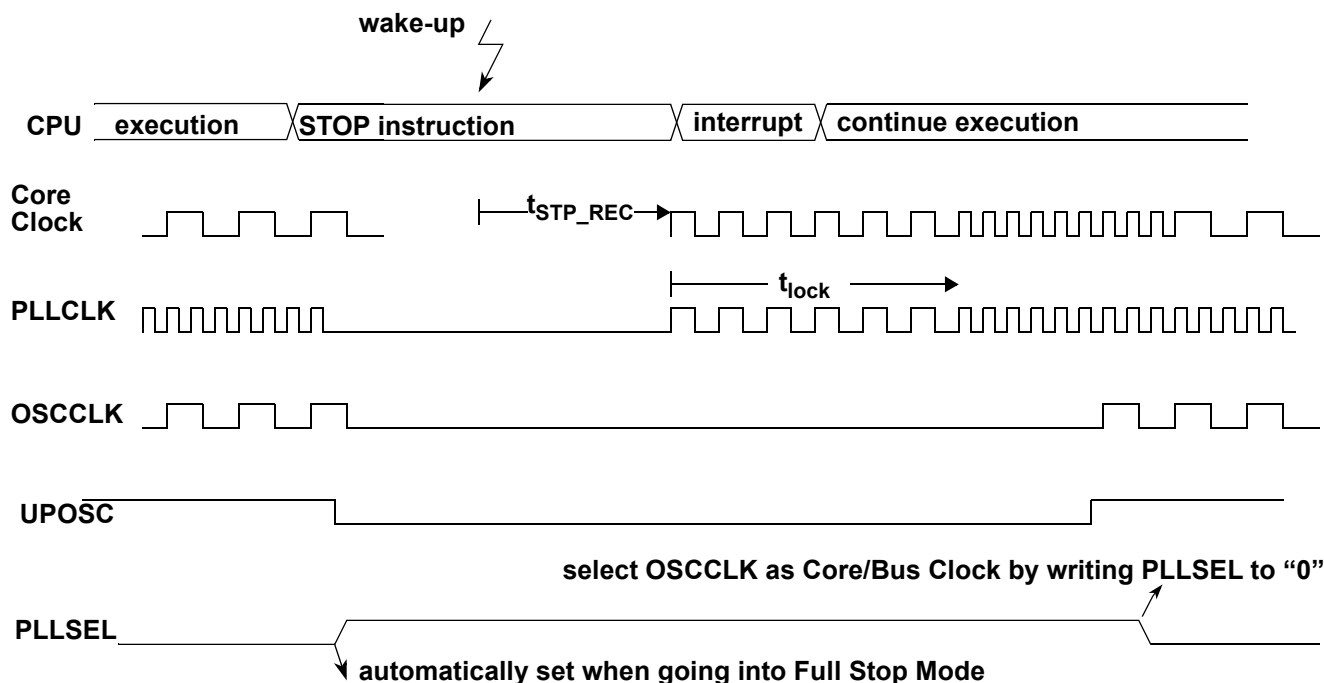 wake-up
CPU execution STOP instruction interrupt continue execution
Core
Clock
tSTP_REC
tlock
PLLCLK
OSCCLK
UPOSC
select OSCCLK as Core/Bus Clock by writing PLLSEL to “0”
PLLSEL
automatically set when going into Full Stop Mode